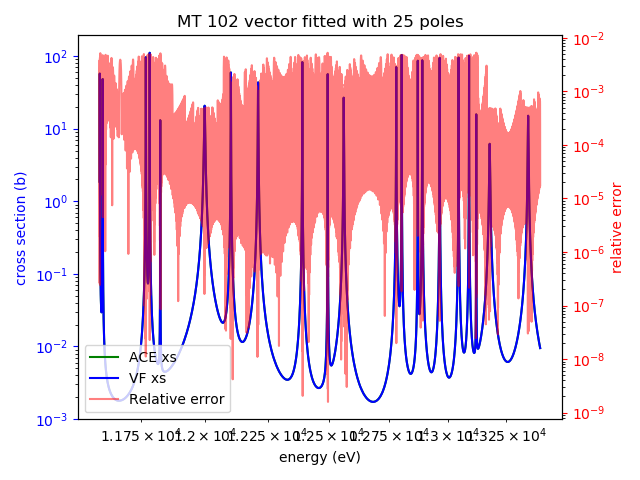 MT 102 vector fitted with 25 poles
10²
10¹
10⁰
10⁻¹
10⁻²
10⁻³
cross section (b)
10⁻²
10⁻³
10⁻⁴
10⁻⁵
10⁻⁶
10⁻⁷
10⁻⁸
10⁻⁹
relative error
ACE xs
VF xs
Relative error
1.175 × 10⁴ 1.2 × 10⁴ 1.225 × 10⁴ 1.25 × 10⁴ 1.275 × 10⁴ 1.3 × 10⁴ 1.325 × 10⁴
energy (eV)